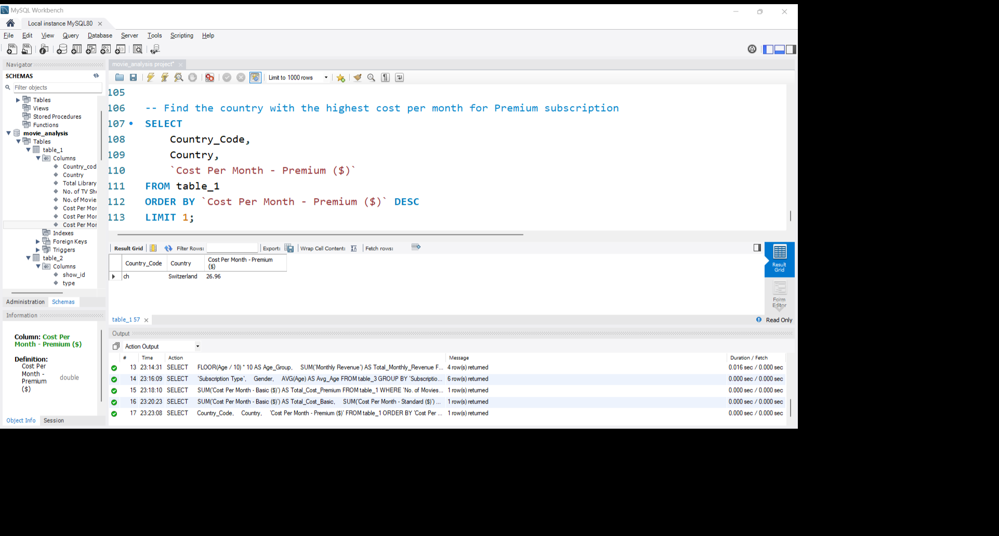 MySQL Workbench
Local instance MySQL80
File Edit View Query Database Server Tools Scripting Help
Navigator
SCHEMAS
Filter objects
Tables
Views
Stored Procedures
Functions
movie_analysis
Tables
table_1
Columns
Country_cod
Country
Total Library
No. of TV Sh
No. of Movie
Cost Per Mor
Cost Per Mor
Cost Per Mor
Indexes
Foreign Keys
Triggers
table_2
Columns
show_id
type
Administration Schemas
Information
Column: Cost Per
Month - Premium ($)
Definition:
Cost Per
Month -
Premium
($)
double
Object Info Session
movie_analysis project*
Limit to 1000 rows
105
106 -- Find the country with the highest cost per month for Premium subscription
107 SELECT
108 Country_Code,
109 Country,
110 `Cost Per Month - Premium ($)`
111 FROM table_1
112 ORDER BY `Cost Per Month - Premium ($)` DESC
113 LIMIT 1;
Result Grid Filter Rows: Export: Wrap Cell Content: Fetch rows:
Country_Code Country Cost Per Month - Premium
($)
ch Switzerland 26.96
Result
Grid
Form
Editor
table_1 57
Read Only
Output
Action Output
# Time Action Message Duration / Fetch
13 23:14:31 SELECT FLOOR(Age / 10) * 10 AS Age_Group, SUM(`Monthly Revenue`) AS Total_Monthly_Revenue F... 4 row(s) returned 0.016 sec / 0.000 sec
14 23:16:09 SELECT `Subscription Type`, Gender, AVG(Age) AS Avg_Age FROM table_3 GROUP BY `Subscriptio... 6 row(s) returned 0.000 sec / 0.000 sec
15 23:18:10 SELECT SUM(`Cost Per Month - Basic ($)`) AS Total_Cost_Premium FROM table_1 WHERE `No. of Movies... 1 row(s) returned 0.000 sec / 0.000 sec
16 23:20:23 SELECT SUM(`Cost Per Month - Basic ($)`) AS Total_Cost_Basic, SUM(`Cost Per Month - Standard ($)`) ... 1 row(s) returned 0.000 sec / 0.000 sec
17 23:23:08 SELECT Country_Code, Country, `Cost Per Month - Premium ($)` FROM table_1 ORDER BY `Cost Per ... 1 row(s) returned 0.000 sec / 0.000 sec